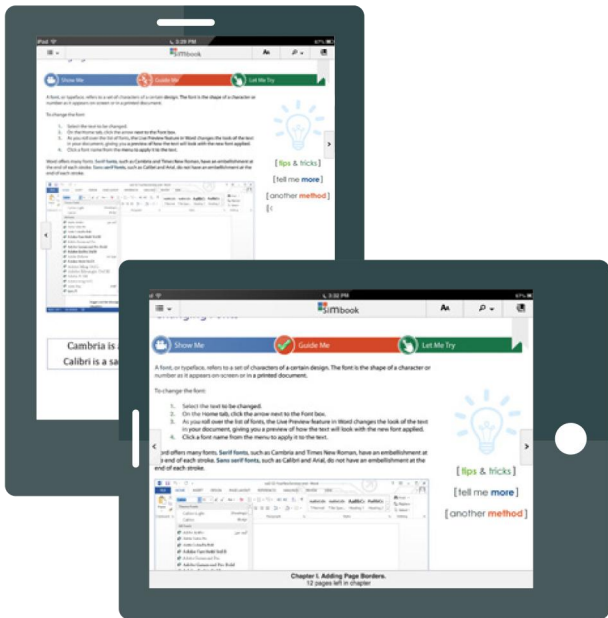 iPad
3:29 PM
67%
SIMbook
AA
Show Me
Guide Me
Let Me Try
A font, or typeface, refers to a set of characters of a certain design. The font is the shape of a character or
number as it appears on screen or in a printed document.
To change the font:
1. Select the text to be changed.
2. On the Home tab, click the arrow next to the Font box.
3. As you roll over the list of fonts, the Live Preview feature in Word changes the look of the text
in your document, giving you a preview of how the text will look with the new font applied.
4. Click a font name from the menu to apply it to the text.
Word offers many fonts. Serif fonts, such as Cambria and Times New Roman, have an embellishment at
the end of each stroke. Sans serif fonts, such as Calibri and Arial, do not have an embellishment at the
end of each stroke.
[tips & tricks]
[tell me more]
[another method]
Cambria is a
Calibri is a sa
3:32 PM
67%
SIMbook
AA
Changing Fonts
Show Me
Guide Me
Let Me Try
A font, or typeface, refers to a set of characters of a certain design. The font is the shape of a character or
number as it appears on screen or in a printed document.
To change the font:
1. Select the text to be changed.
2. On the Home tab, click the arrow next to the Font box.
3. As you roll over the list of fonts, the Live Preview feature in Word changes the look of the text
in your document, giving you a preview of how the text will look with the new font applied.
4. Click a font name from the menu to apply it to the text.
ord offers many fonts. Serif fonts, such as Cambria and Times New Roman, have an embellishment at
end of each stroke. Sans serif fonts, such as Calibri and Arial, do not have an embellishment at the
end of each stroke.
[tips & tricks]
[tell me more]
[another method]
Chapter I. Adding Page Borders.
12 pages left in chapter